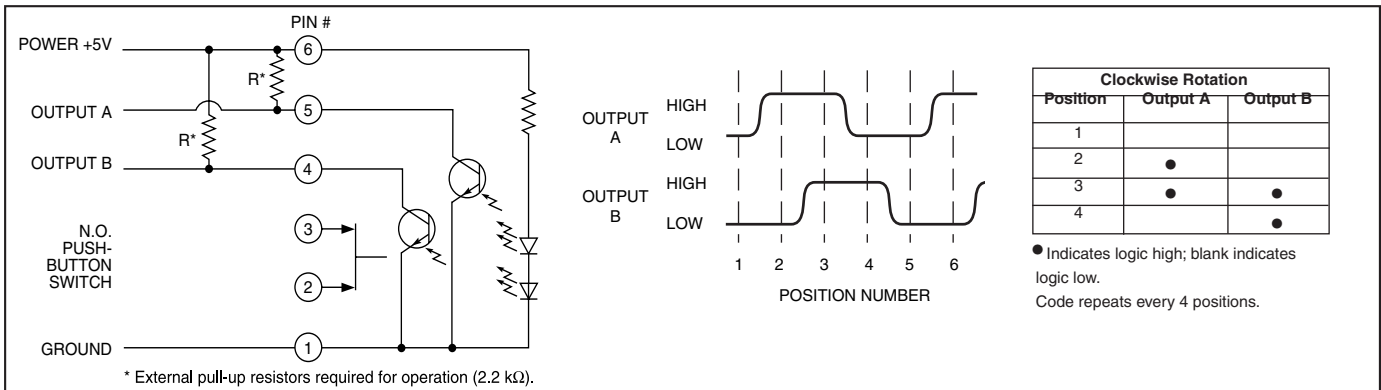 PIN #
POWER +5V
6
R*
OUTPUT A
5
R*
OUTPUT B
4
3
N.O.
PUSH-
BUTTON
SWITCH
2
GROUND
1
* External pull-up resistors required for operation (2.2 kΩ).
OUTPUT
A
HIGH
LOW
OUTPUT
B
HIGH
LOW
1 2 3 4 5 6
POSITION NUMBER
Clockwise Rotation
Position Output A Output B
1
2 ●
3 ● ●
4 ●
● Indicates logic high; blank indicates
logic low.
Code repeats every 4 positions.